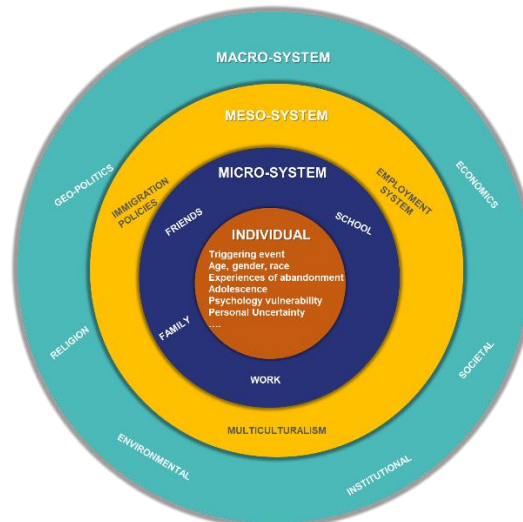 MACRO-SYSTEM
MESO-SYSTEM
MICRO-SYSTEM
GEO-POLITICS
IMMIGRATION
POLICIES
EMPLOYMENT
SYSTEM
ECONOMICS
FRIENDS
SCHOOL
INDIVIDUAL
Triggering event
Age, gender, race
Experiences of abandonment
Adolescence
Psychology vulnerability
Personal Uncertainty
....
RELIGION
FAMILY
SOCIETAL
WORK
MULTICULTURALISM
ENVIRONMENTAL
INSTITUTIONAL